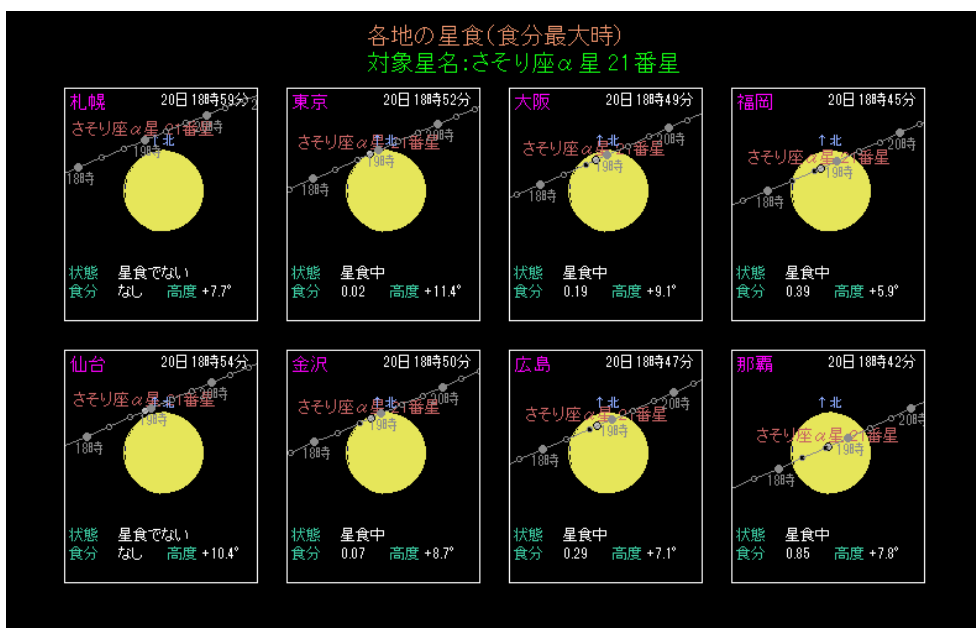 各地の星食(食分最大時)
対象星名:さそり座α星 21番星
札幌 20日 18時59分
さそり座α星 21番星
↑北
18時
19時
20時
状態 星食でない
食分 なし 高度 +7.7°
東京 20日 18時52分
さそり座α星 21番星
↑北
18時
19時
20時
状態 星食中
食分 0.02 高度 +11.4°
大阪 20日 18時49分
さそり座α星 21番星
↑北
18時
19時
20時
状態 星食中
食分 0.19 高度 +9.1°
福岡 20日 18時45分
さそり座α星 21番星
↑北
18時
19時
20時
状態 星食中
食分 0.39 高度 +5.9°
仙台 20日 18時54分
さそり座α星 21番星
↑北
18時
19時
20時
状態 星食でない
食分 なし 高度 +10.4°
金沢 20日 18時50分
さそり座α星 21番星
↑北
18時
19時
20時
状態 星食中
食分 0.07 高度 +8.7°
広島 20日 18時47分
さそり座α星 21番星
↑北
18時
19時
20時
状態 星食中
食分 0.29 高度 +7.1°
那覇 20日 18時42分
↑北
20時
さそり座α星 21番星
19時
18時
状態 星食中
食分 0.85 高度 +7.8°